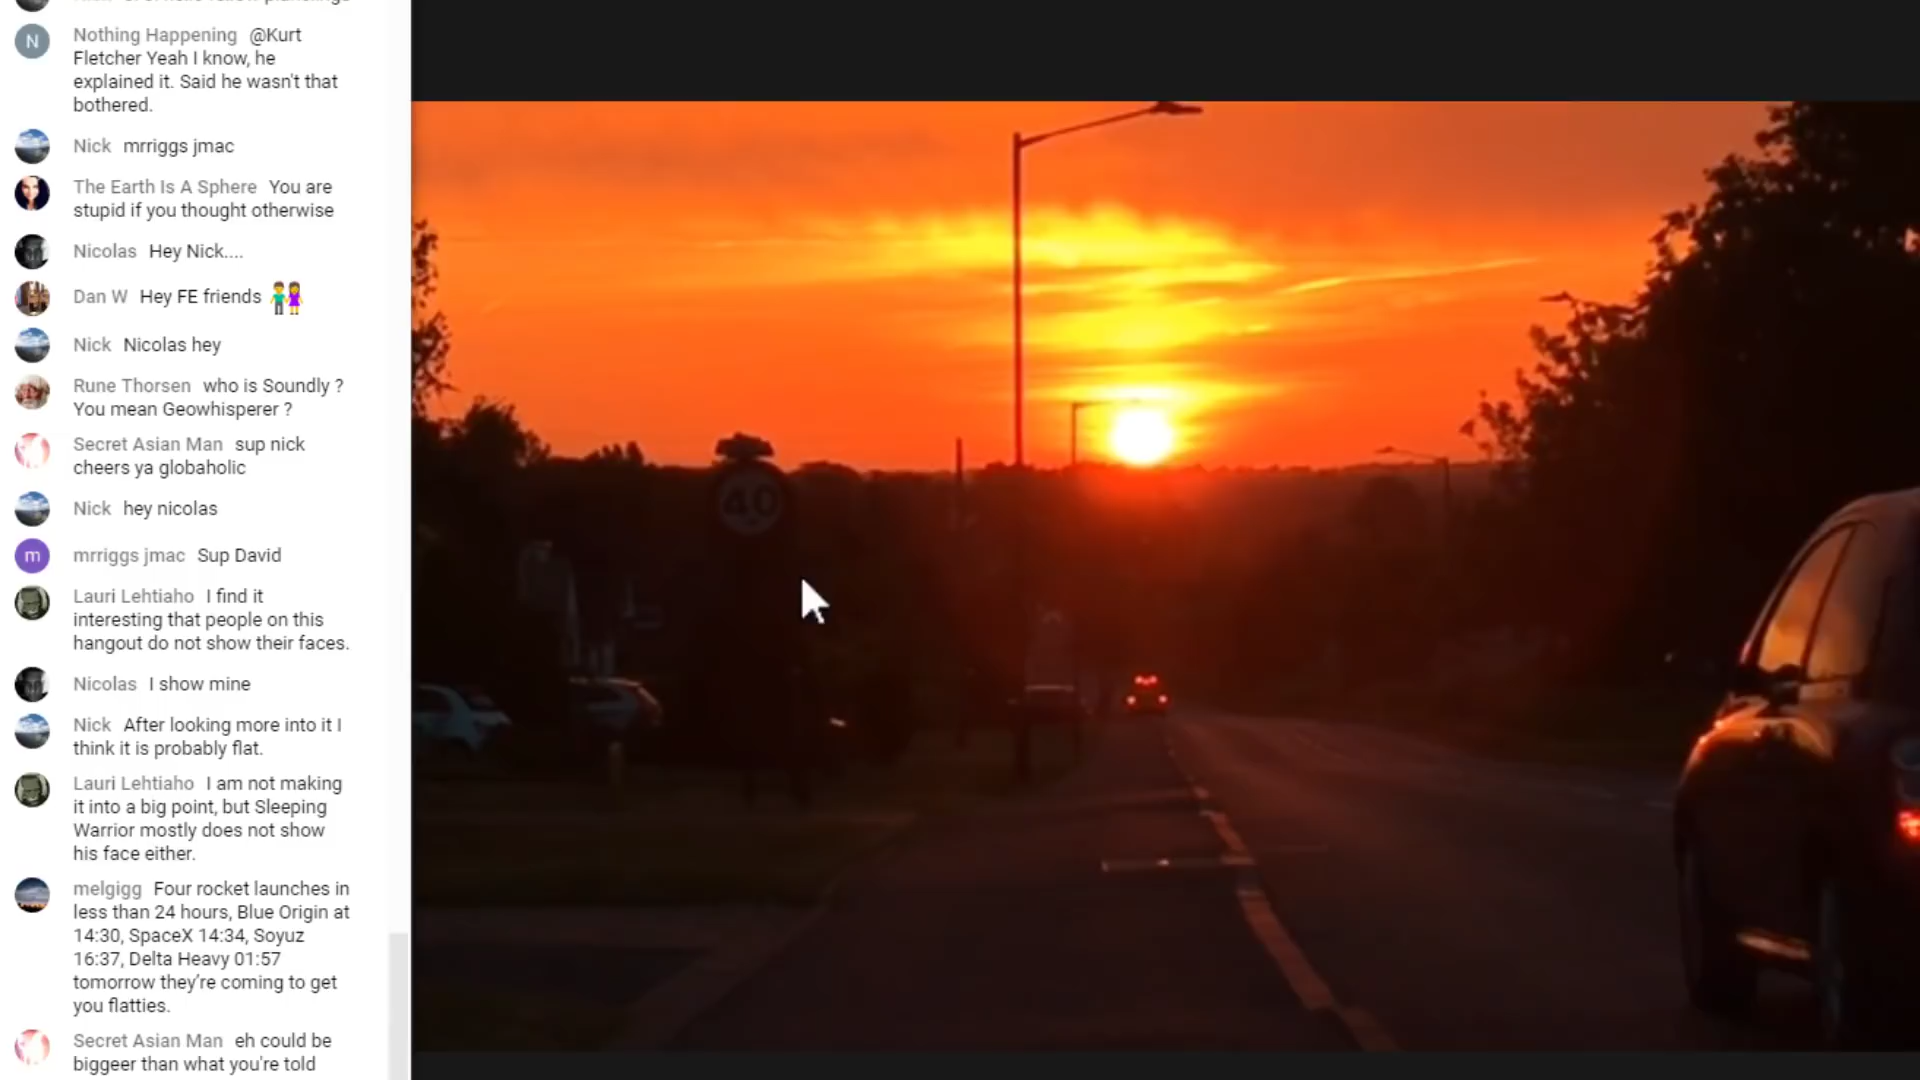 Nothing Happening @Kurt
Fletcher Yeah I know, he
explained it. Said he wasn't that
bothered.
Nick mrriggs jmac
The Earth Is A Sphere You are
stupid if you thought otherwise
Nicolas Hey Nick....
Dan W Hey FE friends
Nick Nicolas hey
Rune Thorsen who is Soundly ?
You mean Geowhisperer ?
Secret Asian Man sup nick
cheers ya globaholic
Nick hey nicolas
m mrriggs jmac Sup David
Lauri Lehtiaho I find it
interesting that people on this
hangout do not show their faces.
Nicolas I show mine
Nick After looking more into it I
think it is probably flat.
Lauri Lehtiaho I am not making
it into a big point, but Sleeping
Warrior mostly does not show
his face either.
melgigg Four rocket launches in
less than 24 hours, Blue Origin at
14:30, SpaceX 14:34, Soyuz
16:37, Delta Heavy 01:57
tomorrow they're coming to get
you flatties.
Secret Asian Man eh could be
biggeer than what you're told
N
40